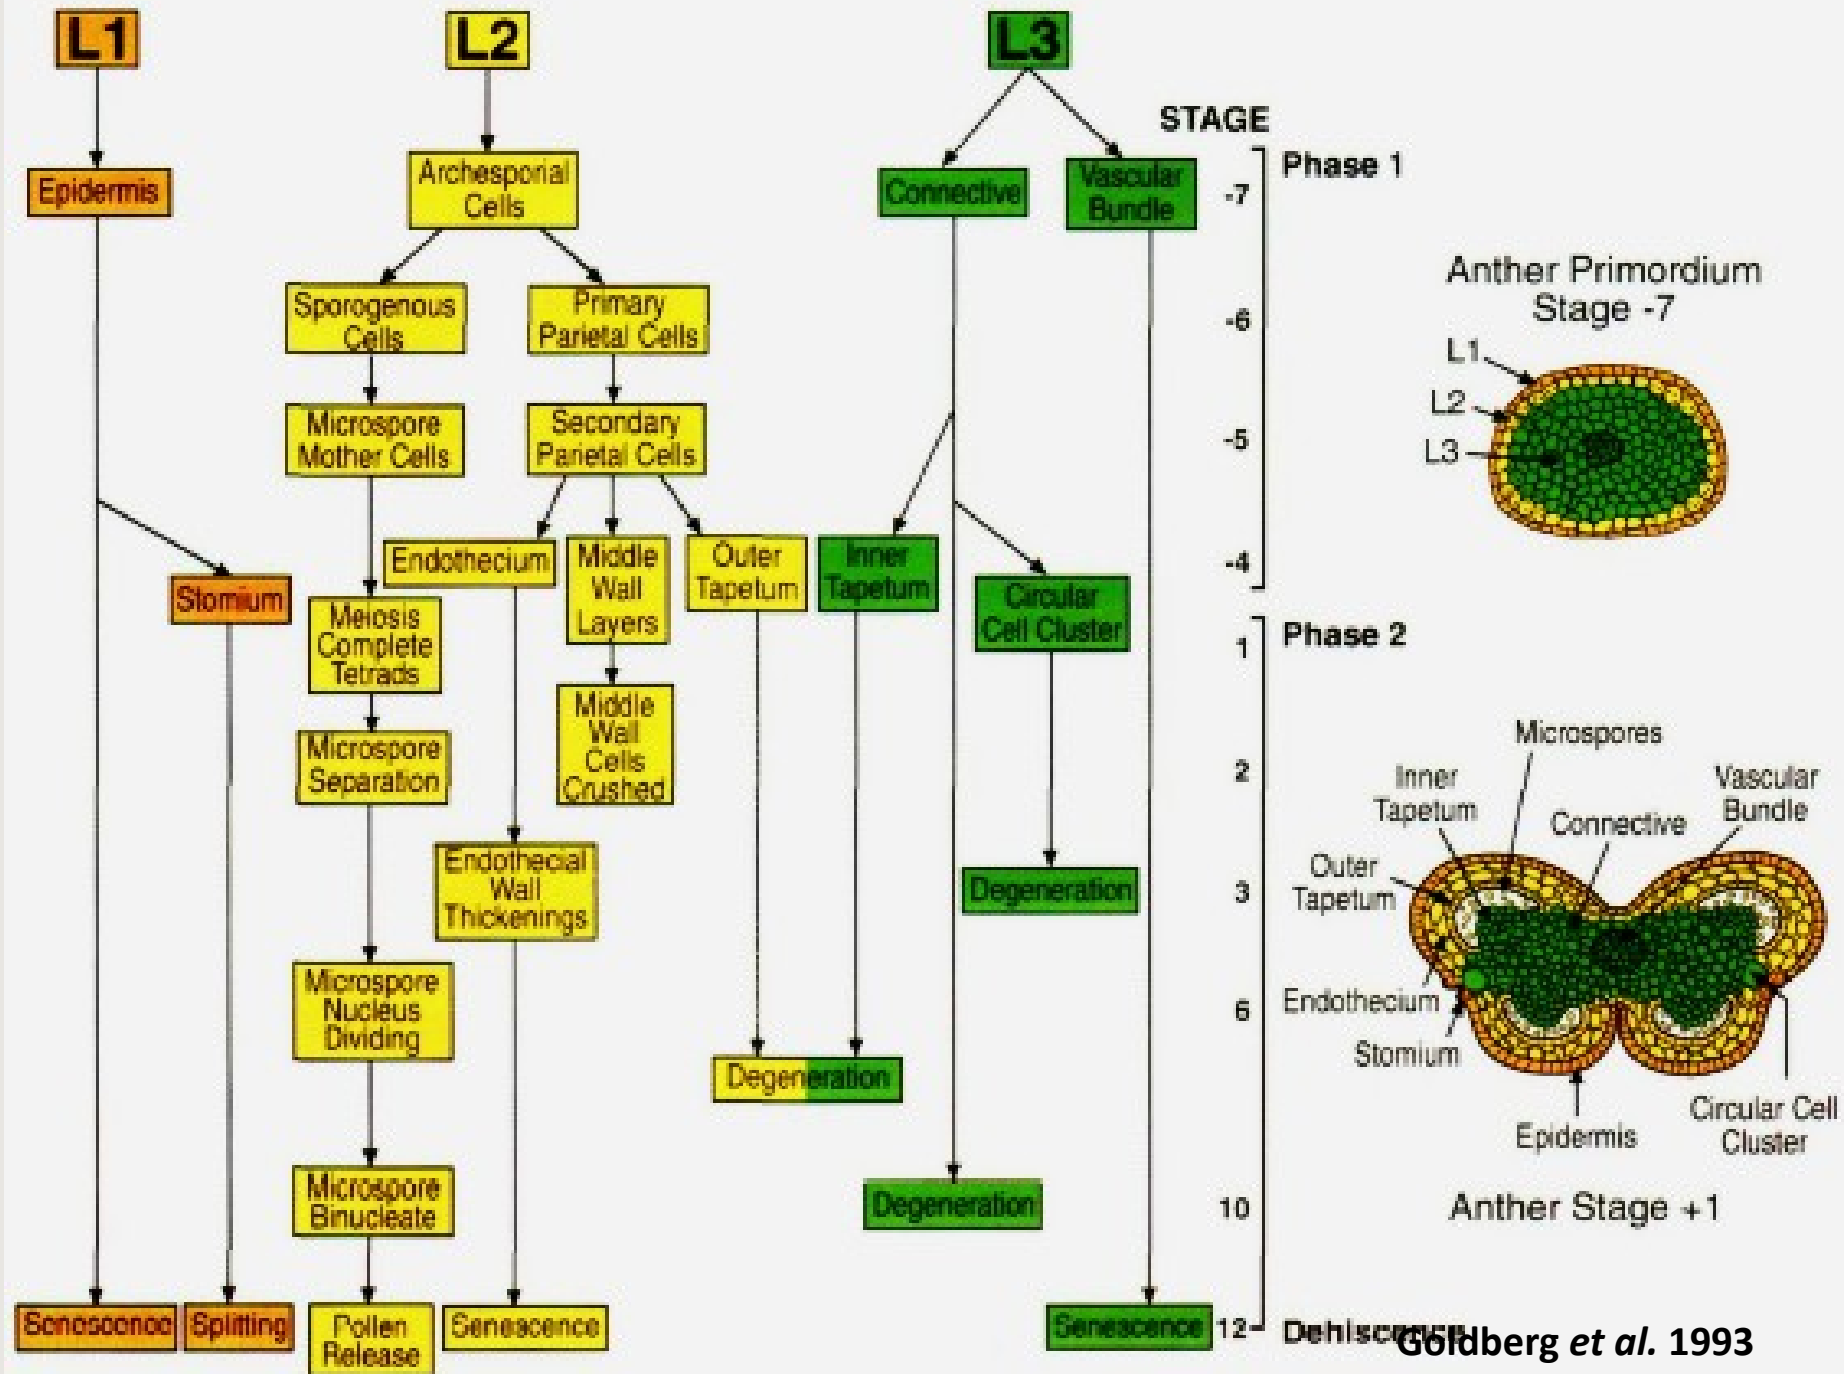 L1
L2
L3
STAGE
Phase 1
Epidermis
Archesporial
Cells
Connective
Vascular
Bundle
-7
Anther Primordium
Stage -7
Sporogenous
Cells
Primary
Parietal Cells
-6
L1
L2
L3
Microspore
Mother Cells
Secondary
Parietal Cells
-5
Endothecium
Middle
Wall
Layers
Outer
Tapetum
Inner
Tapetum
-4
Stomium
Meiosis
Complete
Tetrads
Circular
Cell Cluster
1
Phase 2
Microspore
Separation
Middle
Wall
Cells
Crushed
2
Microspores
Inner
Tapetum
Vascular
Bundle
Connective
Outer
Tapetum
Endothecial
Wall
Thickenings
Degeneration
3
Microspore
Nucleus
Dividing
6
Endothecium
Stomium
Degeneration
Epidermis
Circular Cell
Cluster
Microspore
Binucleate
Degeneration
10
Anther Stage +1
Senescence
Splitting
Pollen
Release
Senescence
Senescence
12
Dehiscence
Goldberg et al. 1993